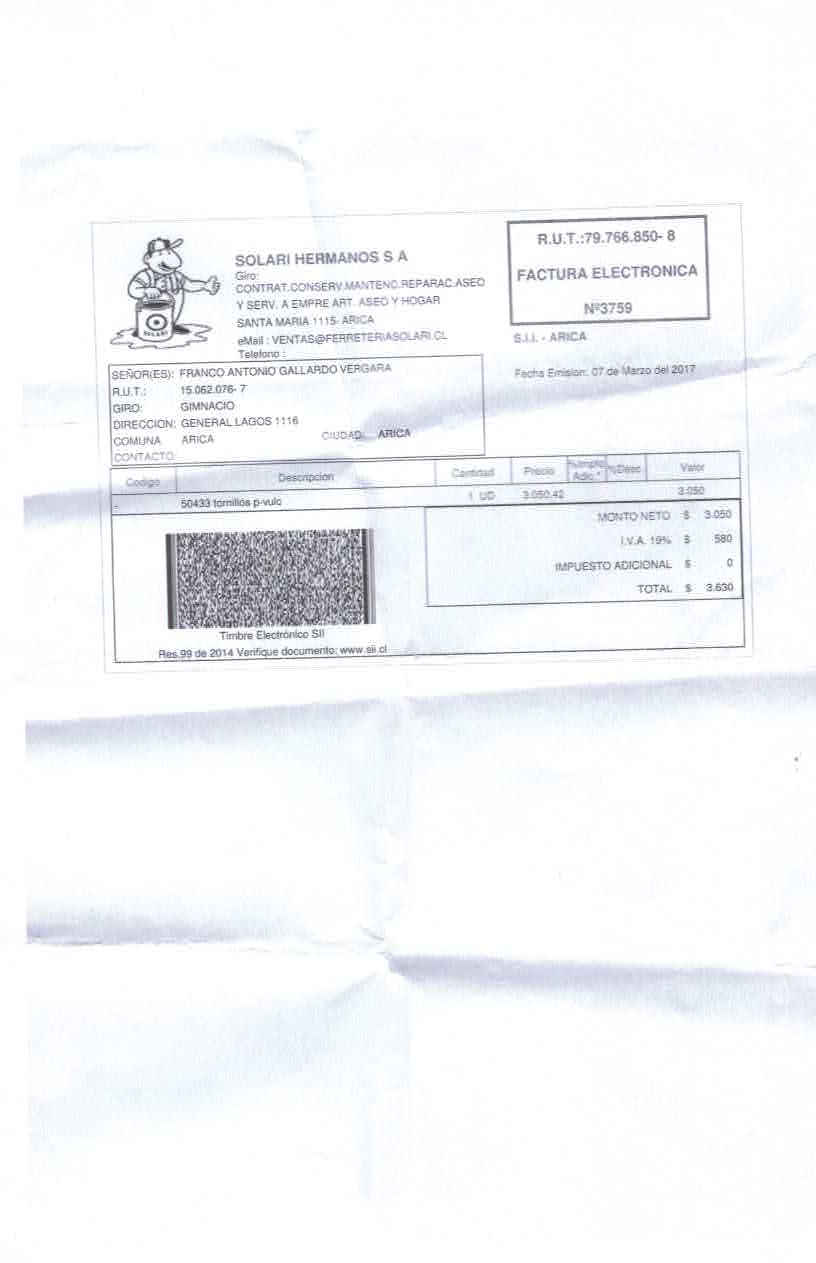 SOLARI HERMANOS S A
Giro:
CONTRAT.CONSERV.MANTENC.REPARAC.ASEO
Y SERV. A EMPRE ART. ASEO Y HOGAR
SANTA MARIA 1115- ARICA
eMail : VENTAS@FERRETERIASOLARI.CL
Telefono :
SOLARI
R.U.T.:79.766.850- 8
FACTURA ELECTRONICA
Nº3759
S.I.I. - ARICA
Fecha Emision: 07 de Marzo del 2017
SEÑOR(ES): FRANCO ANTONIO GALLARDO VERGARA
R.U.T.: 15.062.076- 7
GIRO: GIMNACIO
DIRECCION: GENERAL LAGOS 1116
COMUNA ARICA CIUDAD: ARICA
CONTACTO:
Codigo Descripcion Cantidad Precio %Impto Adic.* %Desc Valor
- 50433 tornillos p-vulc 1 UD 3.050,42 3.050
MONTO NETO $ 3.050
I.V.A. 19% $ 580
IMPUESTO ADICIONAL $ 0
TOTAL $ 3.630
Timbre Electrónico SII
Res.99 de 2014 Verifique documento: www.sii.cl